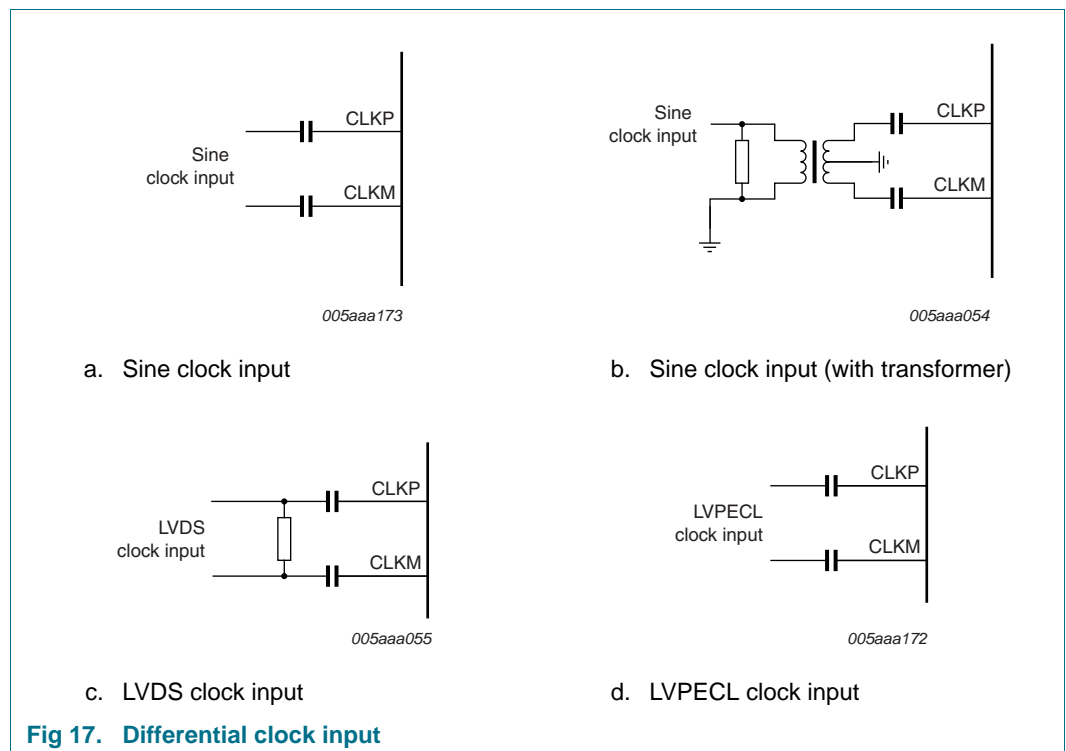 CLKP
Sine
clock input
CLKM
005aaa173
a. Sine clock input
Sine
clock input
CLKP
CLKM
005aaa054
b. Sine clock input (with transformer)
LVDS
clock input
CLKP
CLKM
005aaa055
c. LVDS clock input
CLKP
LVPECL
clock input
CLKM
005aaa172
d. LVPECL clock input
Fig 17. Differential clock input